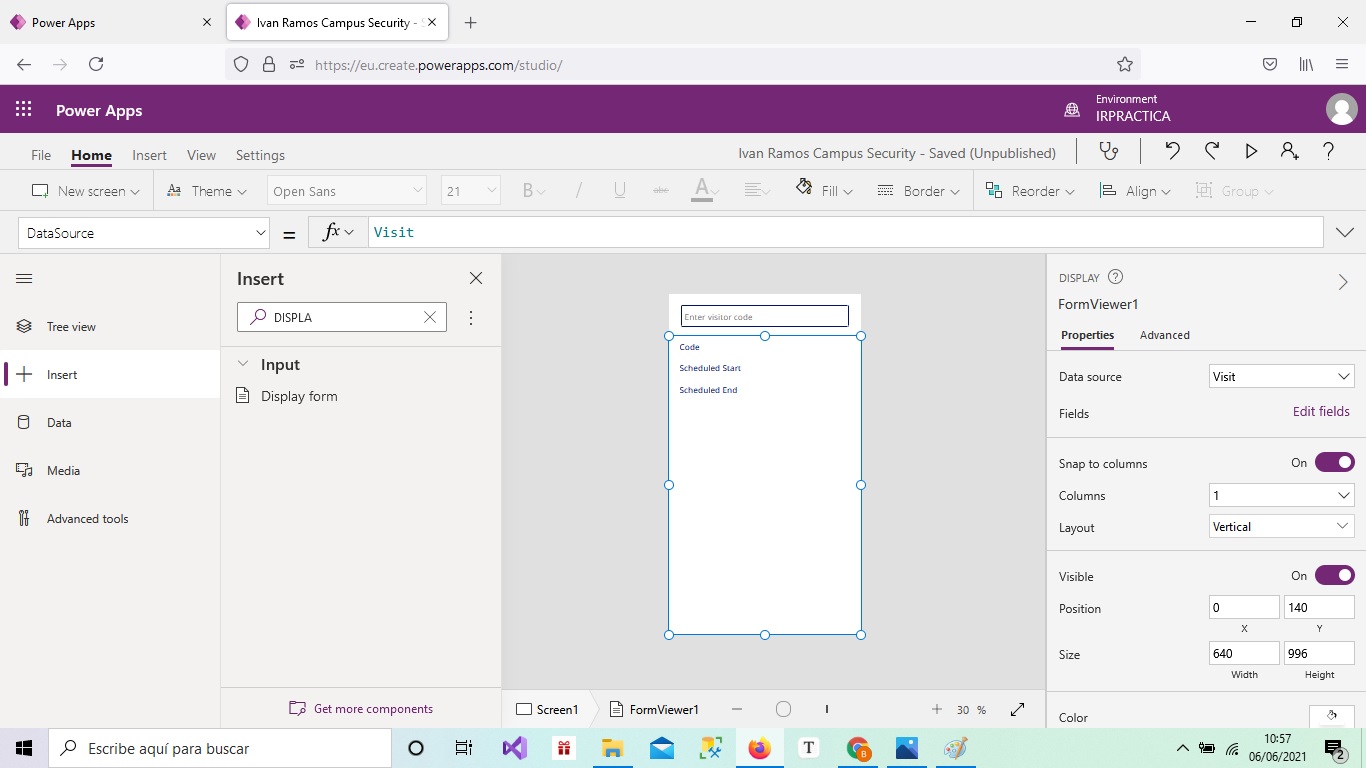 Power Apps
Ivan Ramos Campus Security -
https://eu.create.powerapps.com/studio/
Power Apps
Environment
IRPRACTICA
File Home Insert View Settings
Ivan Ramos Campus Security - Saved (Unpublished)
New screen Theme Open Sans 21 B / U abc A Fill Border Reorder Align Group
DataSource = fx Visit
Tree view
Insert
Data
Media
Advanced tools
Insert
DISPLA
Input
Display form
Get more components
Enter visitor code
Code
Scheduled Start
Scheduled End
Screen1 FormViewer1 30 %
DISPLAY
FormViewer1
Properties Advanced
Data source Visit
Fields Edit fields
Snap to columns On
Columns 1
Layout Vertical
Visible On
Position 0 140
X Y
Size 640 996
Width Height
Color
Escribe aquí para buscar
T
B
10:57
06/06/2021
2